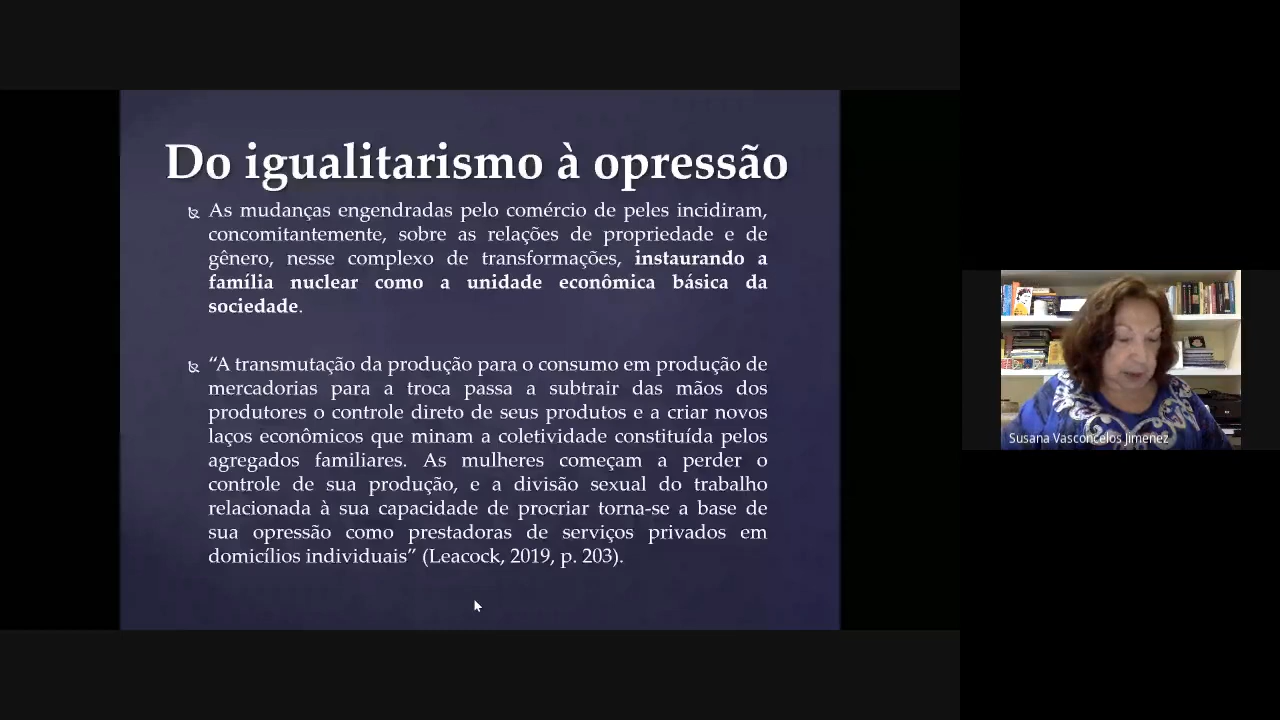 Do igualitarismo à opressão
As mudanças engendradas pelo comércio de peles incidiram,
concomitantemente, sobre as relações de propriedade e de
gênero, nesse complexo de transformações, instaurando a
família nuclear como a unidade econômica básica da
sociedade.
“A transmutação da produção para o consumo em produção de
mercadorias para a troca passa a subtrair das mãos dos
produtores o controle direto de seus produtos e a criar novos
laços econômicos que minam a coletividade constituída pelos
agregados familiares. As mulheres começam a perder o
controle de sua produção, e a divisão sexual do trabalho
relacionada à sua capacidade de procriar torna-se a base de
sua opressão como prestadoras de serviços privados em
domicílios individuais” (Leacock, 2019, p. 203).
Susana Vasconcelos Jimenez